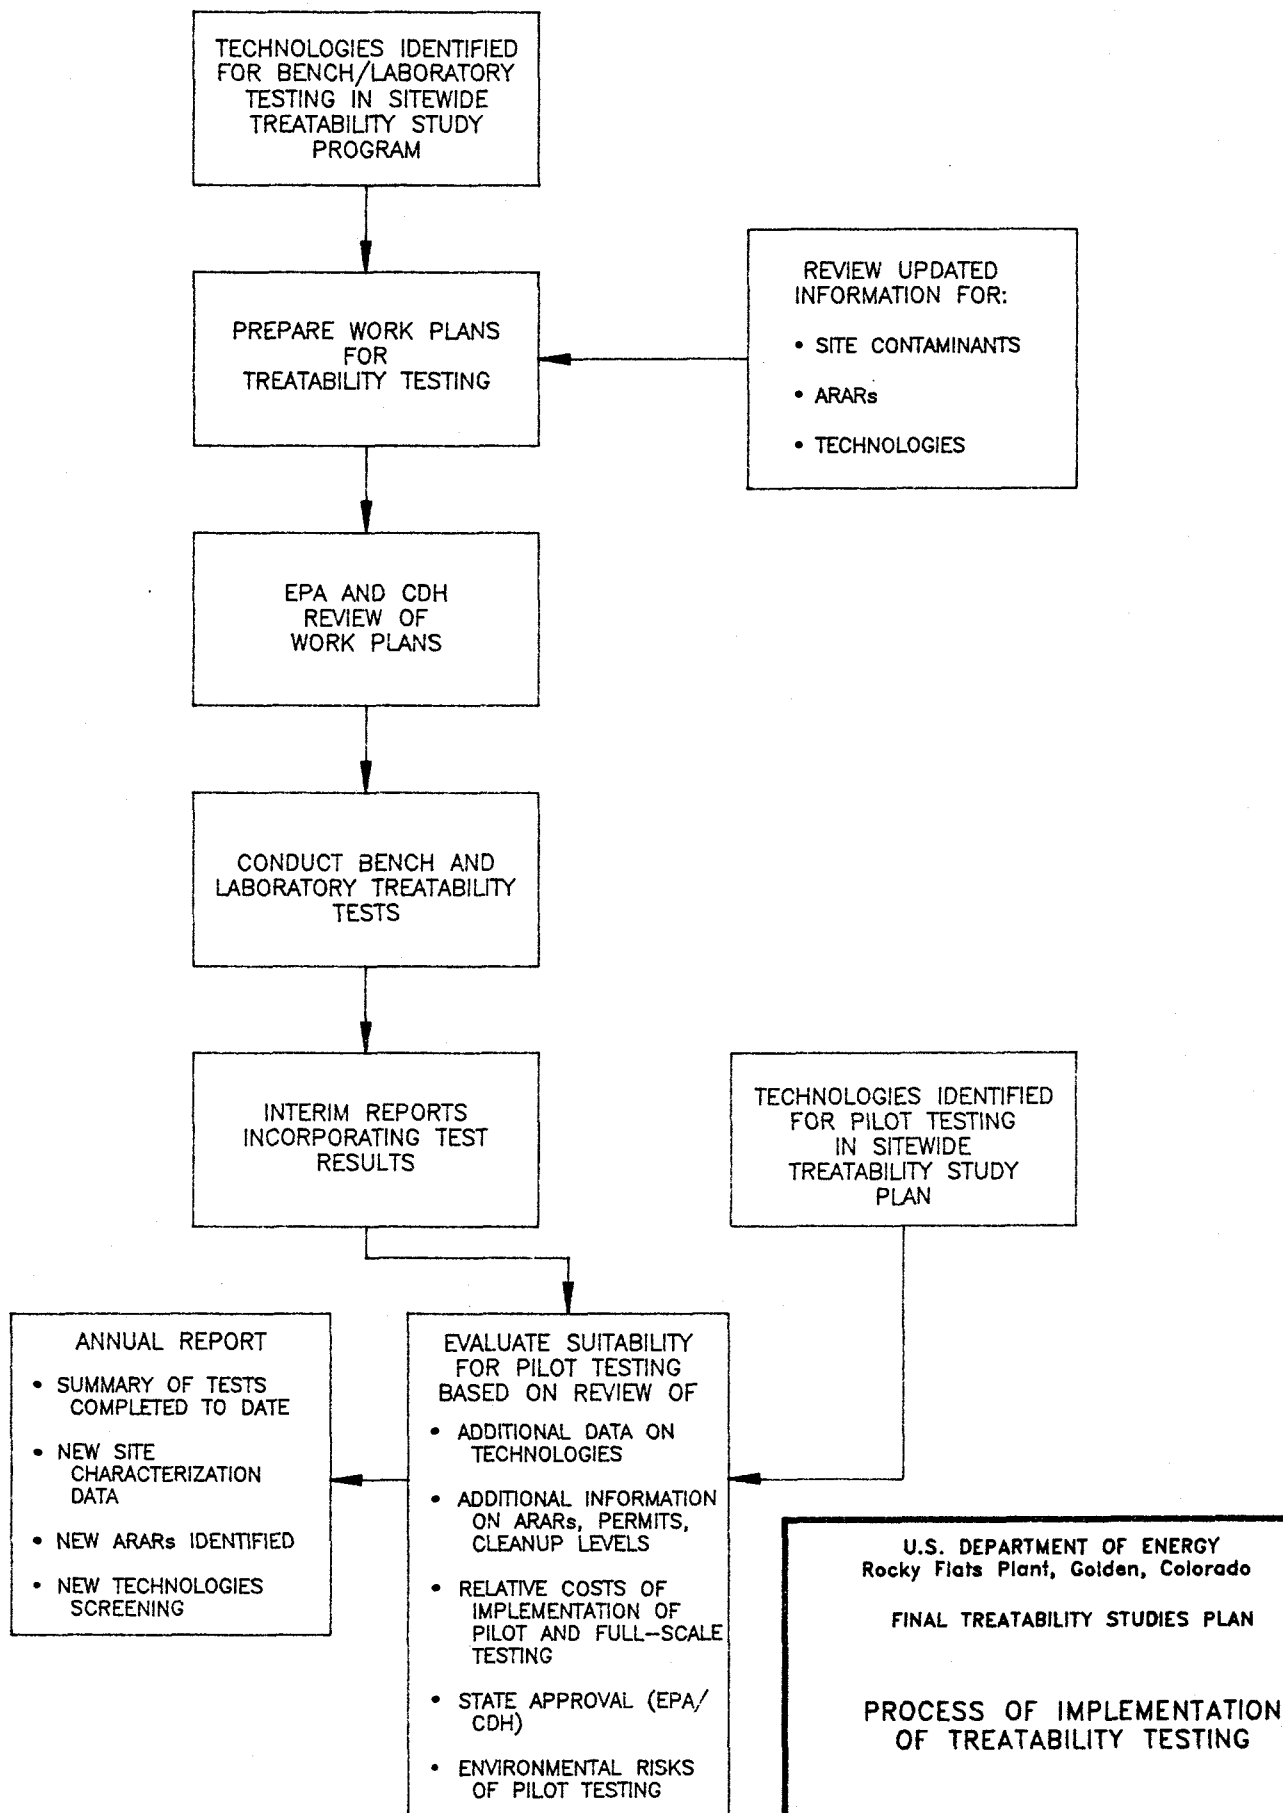 TECHNOLOGIES IDENTIFIED
FOR BENCH/LABORATORY
TESTING IN SITEWIDE
TREATABILITY STUDY
PROGRAM
REVIEW UPDATED
INFORMATION FOR:
• SITE CONTAMINANTS
• ARARs
• TECHNOLOGIES
PREPARE WORK PLANS
FOR
TREATABILITY TESTING
EPA AND CDH
REVIEW OF
WORK PLANS
CONDUCT BENCH AND
LABORATORY TREATABILITY
TESTS
INTERIM REPORTS
INCORPORATING TEST
RESULTS
TECHNOLOGIES IDENTIFIED
FOR PILOT TESTING
IN SITEWIDE
TREATABILITY STUDY
PLAN
ANNUAL REPORT
• SUMMARY OF TESTS
COMPLETED TO DATE
• NEW SITE
CHARACTERIZATION
DATA
• NEW ARARs IDENTIFIED
• NEW TECHNOLOGIES
SCREENING
EVALUATE SUITABILITY
FOR PILOT TESTING
BASED ON REVIEW OF
• ADDITIONAL DATA ON
TECHNOLOGIES
• ADDITIONAL INFORMATION
ON ARARs, PERMITS,
CLEANUP LEVELS
• RELATIVE COSTS OF
IMPLEMENTATION OF
PILOT AND FULL-SCALE
TESTING
• STATE APPROVAL (EPA/
CDH)
• ENVIRONMENTAL RISKS
OF PILOT TESTING
U.S. DEPARTMENT OF ENERGY
Rocky Flats Plant, Golden, Colorado
FINAL TREATABILITY STUDIES PLAN
PROCESS OF IMPLEMENTATION
OF TREATABILITY TESTING